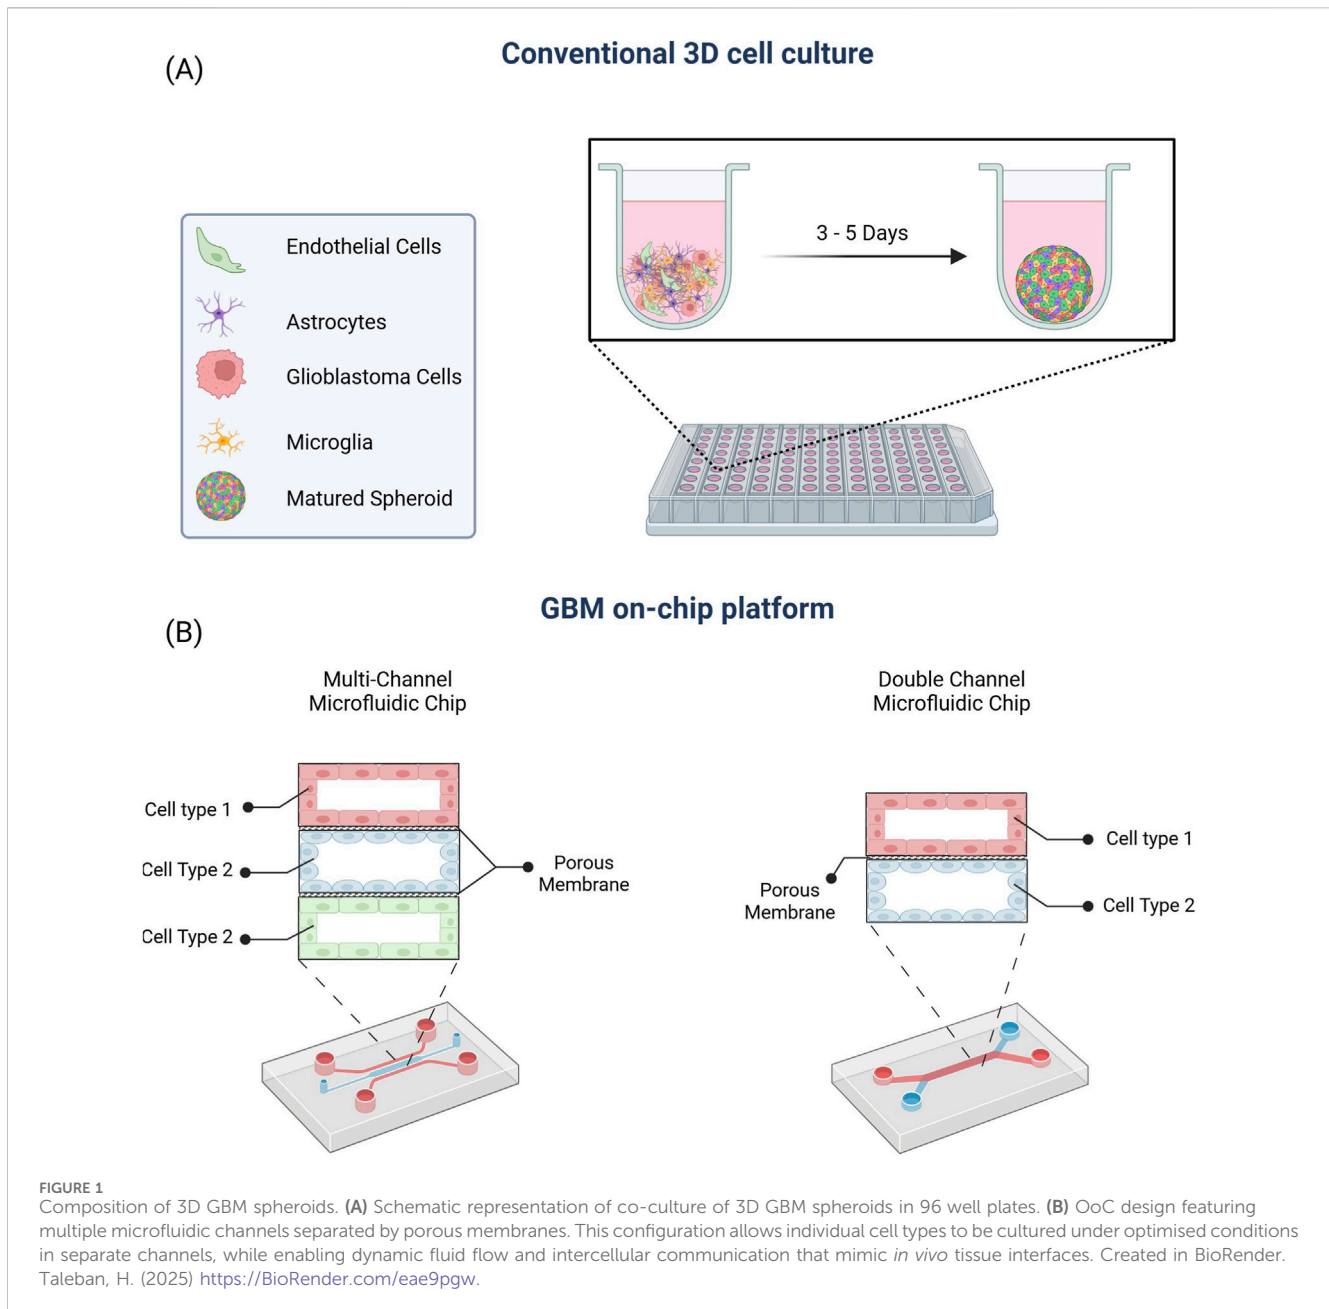 Conventional 3D cell culture
(A)
Endothelial Cells
Astrocytes
Glioblastoma Cells
Microglia
Matured Spheroid
3 - 5 Days
GBM on-chip platform
(B)
Multi-Channel
Microfluidic Chip
Cell type 1
Cell Type 2
Cell Type 2
Porous
Membrane
Double Channel
Microfluidic Chip
Cell type 1
Porous
Membrane
Cell Type 2
FIGURE 1
Composition of 3D GBM spheroids. (A) Schematic representation of co-culture of 3D GBM spheroids in 96 well plates. (B) OoC design featuring
multiple microfluidic channels separated by porous membranes. This configuration allows individual cell types to be cultured under optimised conditions
in separate channels, while enabling dynamic fluid flow and intercellular communication that mimic in vivo tissue interfaces. Created in BioRender.
Taleban, H. (2025) https://BioRender.com/eae9pgw.